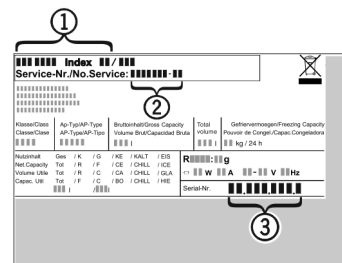 1
Index / 
Service-Nr./No.Service: -
2
Klasse/Class Ap-Typ/AP-Type Bruttoinhalt/Gross Capacity Total Gefriervermoegen/Freezing Capacity
Classe/Clase AP-Type/AP-Tipo Volume Brut/Capacidad Bruta volume Pouvoir de Congel./Capac.Congeladora
l l kg / 24 h
Nutzinhalt Ges / K / G / KE / KALT / EIS
Net.Capacity Tot / R / F / CE / CHILL / ICE
Volume Utile Tot / R / C / CA / CHILL / GLA
Capac. Util Tot / F / C / BO / CHILL / HIE
l / l
R : g
W A - V Hz
Serial-Nr.
3